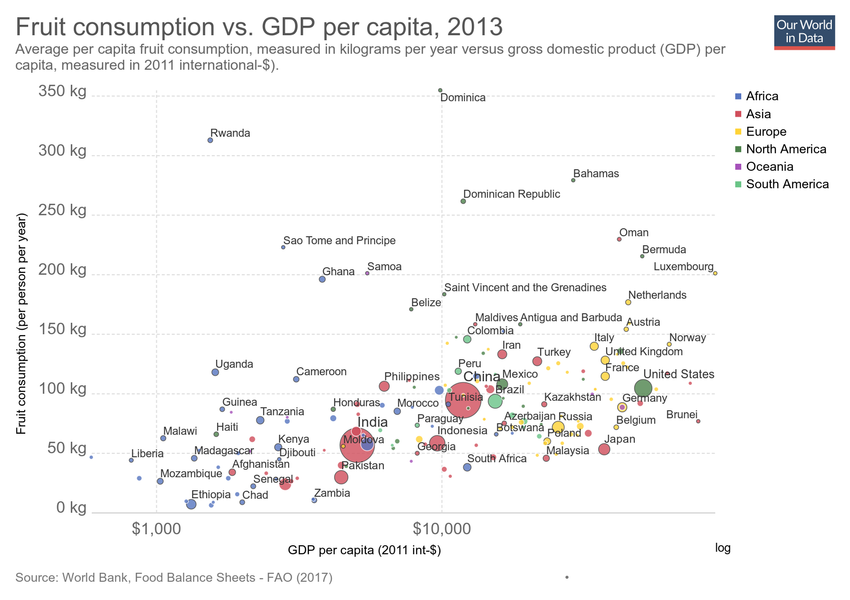 Fruit consumption vs. GDP per capita, 2013
Average per capita fruit consumption, measured in kilograms per year versus gross domestic product (GDP) per
capita, measured in 2011 international-$).
Our World
in Data
350 kg
Dominica
Africa
Asia
Europe
North America
Oceania
South America
Rwanda
300 kg
Bahamas
Dominican Republic
250 kg
Oman
Sao Tome and Principe
Bermuda
Ghana
Samoa
Luxembourg
200 kg
Saint Vincent and the Grenadines
Netherlands
Belize
Maldives
Antigua and Barbuda
Austria
150 kg
Colombia
Iran
Italy
Norway
Turkey
United Kingdom
Uganda
Cameroon
Peru
France
Philippines
China
Mexico
United States
100 kg
Tunisia
Brazil
Kazakhstan
Germany
Guinea
Honduras
Morocco
Tanzania
Paraguay
Azerbaijan
Russia
Brunei
Haiti
India
Belgium
Malawi
Indonesia
Botswana
Poland
Kenya
Moldova
Japan
50 kg
Liberia
Madagascar
Djibouti
Georgia
Malaysia
Mozambique
Afghanistan
Pakistan
South Africa
Senegal
Ethiopia
Chad
Zambia
0 kg
$1,000
$10,000
Fruit consumption (per person per year)
GDP per capita (2011 int-$)
log
Source: World Bank, Food Balance Sheets - FAO (2017)